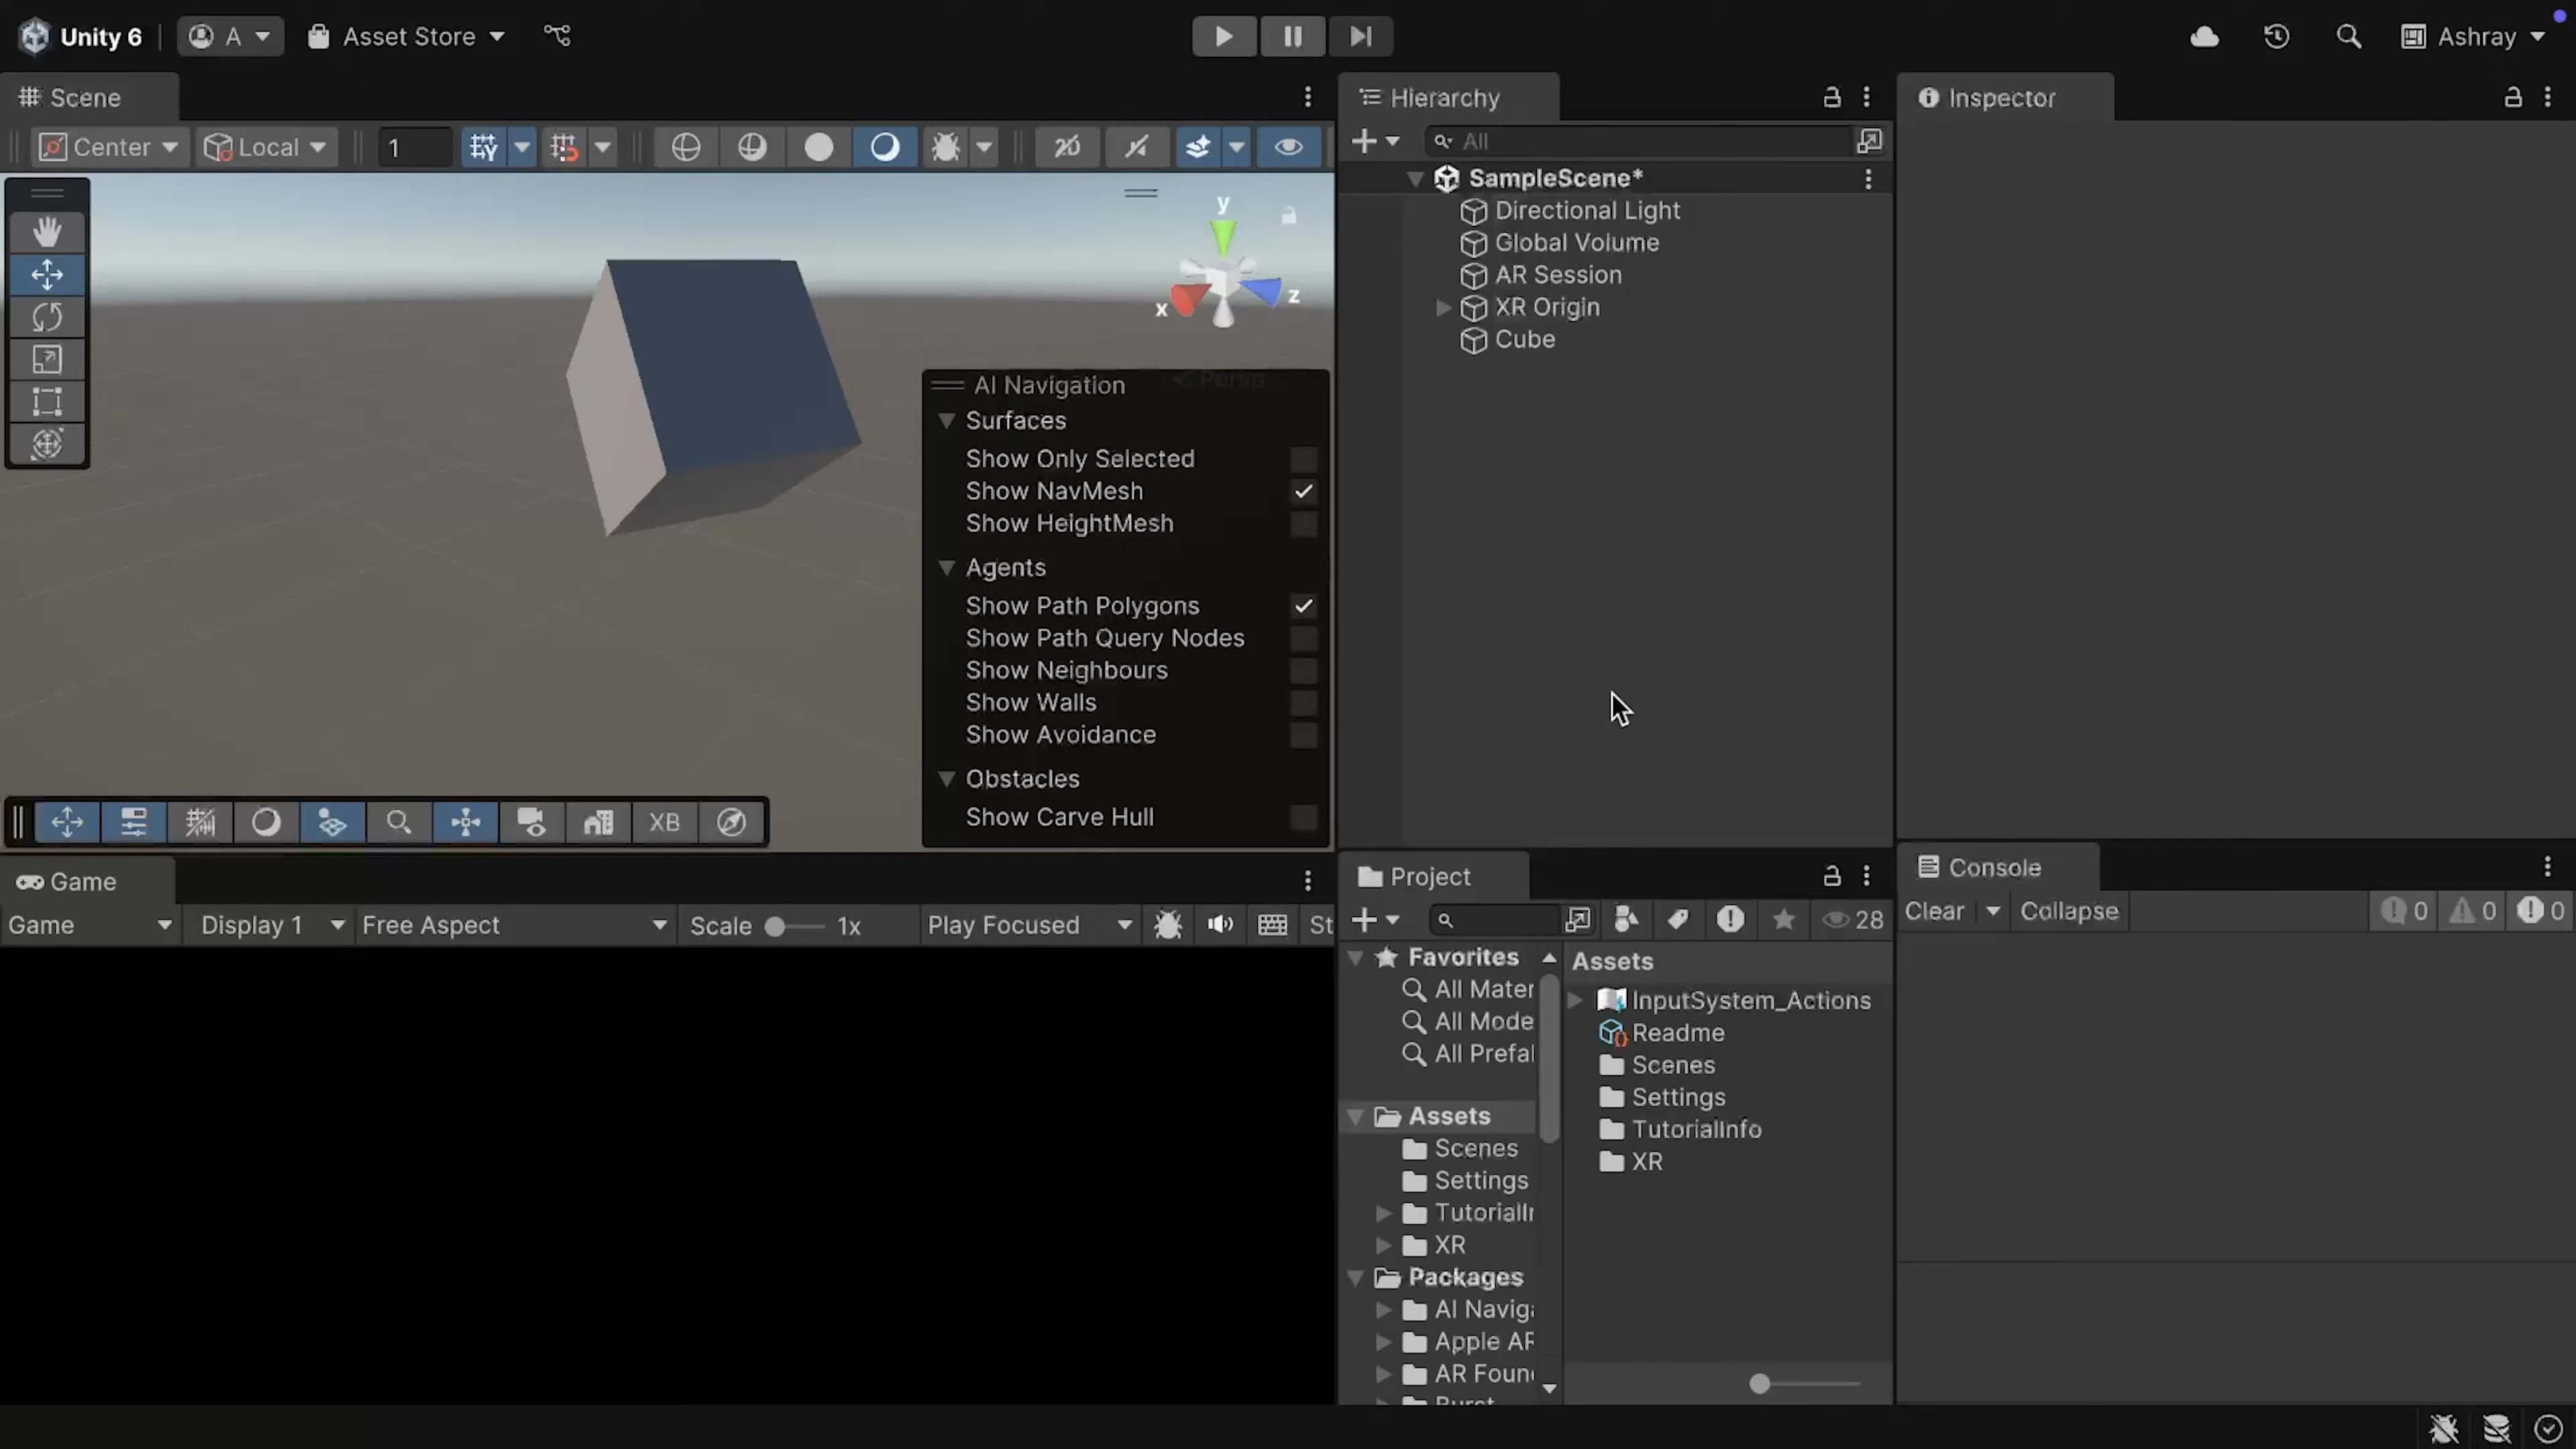 Unity 6
A
Asset Store
Ashray
Scene
Center
Local
1
2D
y
x
z
Persp
AI Navigation
Surfaces
Show Only Selected
Show NavMesh
Show HeightMesh
Agents
Show Path Polygons
Show Path Query Nodes
Show Neighbours
Show Walls
Show Avoidance
Obstacles
Show Carve Hull
XB
Hierarchy
All
SampleScene*
Directional Light
Global Volume
AR Session
XR Origin
Cube
Inspector
Game
Game
Display 1
Free Aspect
Scale
1x
Play Focused
St
Project
28
Favorites
All Mater
All Mode
All Prefal
Assets
Scenes
Settings
TutorialIr
XR
Packages
AI Naviga
Apple AR
AR Foun
Burst
Assets
InputSystem_Actions
Readme
Scenes
Settings
TutorialInfo
XR
Console
Clear
Collapse
0
0
0